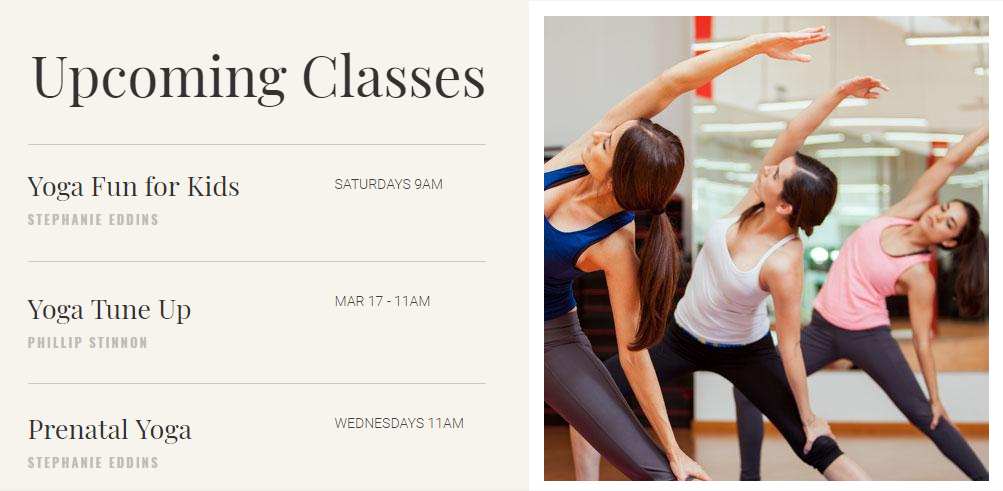 Upcoming Classes
Yoga Fun for Kids
SATURDAYS 9AM
STEPHANIE EDDINS
Yoga Tune Up
MAR 17 - 11AM
PHILLIP STINNON
Prenatal Yoga
WEDNESDAYS 11AM
STEPHANIE EDDINS